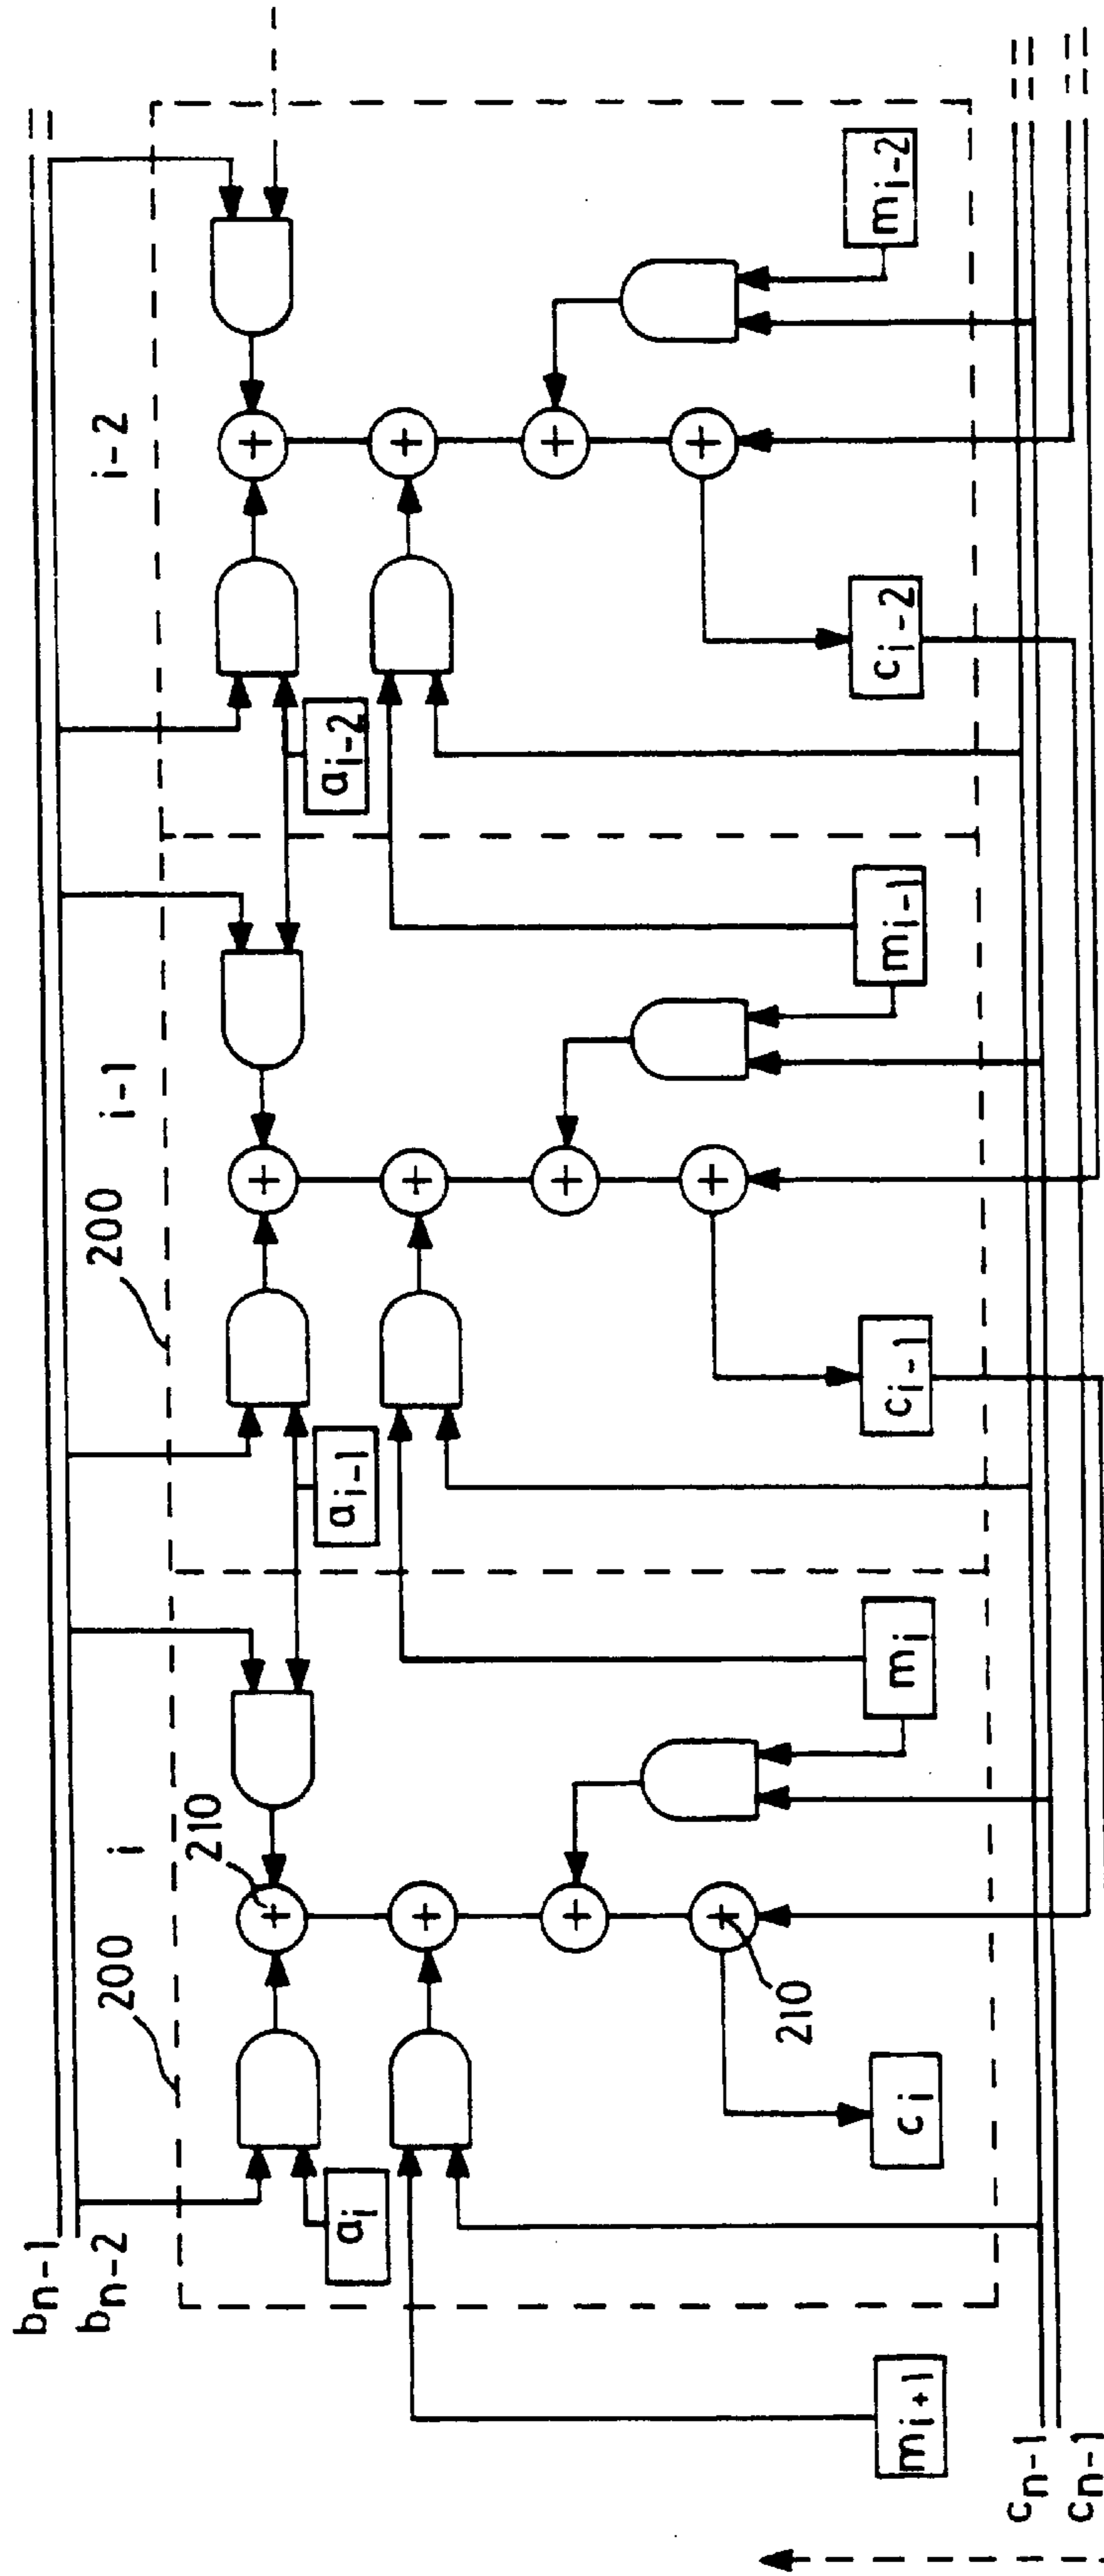 b_{n-1}
b_{n-2}
200
i
210
200
i-1
i-2
a_i
a_{i-1}
a_{i-2}
210
m_{i+1}
c_i
m_i
c_{i-1}
m_{i-1}
c_{i-2}
m_{i-2}
c_{n-1}
c_{n-1}